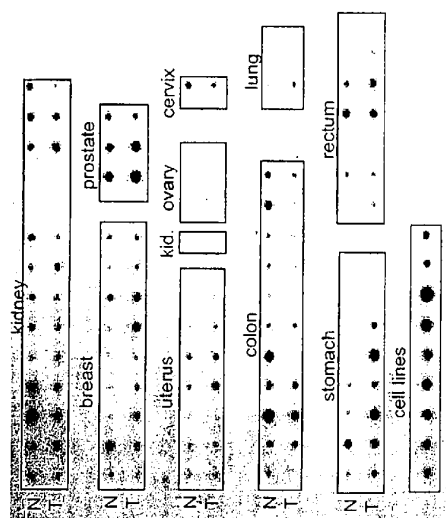 kidney
N
T
breast
prostate
N
T
uterus
kid.
ovary
cervix
N
T
colon
lung
N
T
stomach
rectum
N
T
cell lines